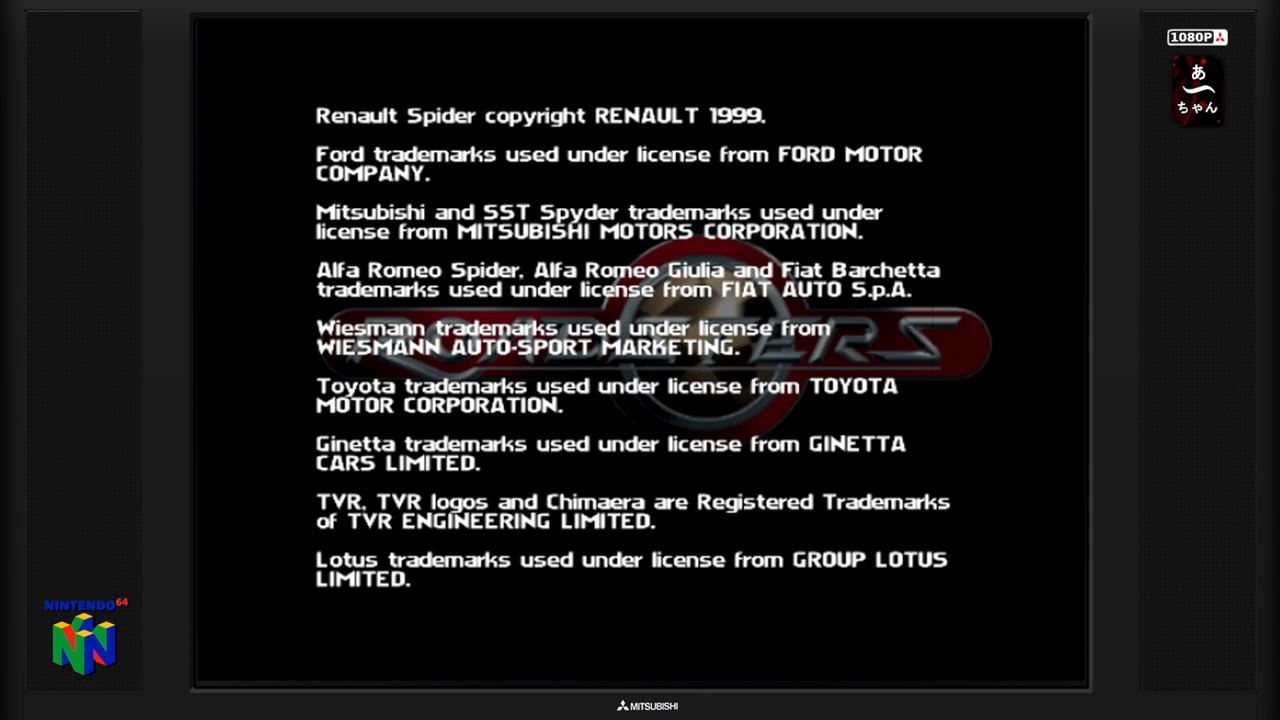 1080P
あ
ー
ちゃん
Renault Spider copyright RENAULT 1999.
Ford trademarks used under license from FORD MOTOR
COMPANY.
Mitsubishi and SST Spyder trademarks used under
license from MITSUBISHI MOTORS CORPORATION.
Alfa Romeo Spider, Alfa Romeo Giulia and Fiat Barchetta
trademarks used under license from FIAT AUTO S.p.A.
Wiesmann trademarks used under license from
WIESMANN AUTO-SPORT MARKETING.
Toyota trademarks used under license from TOYOTA
MOTOR CORPORATION.
Ginetta trademarks used under license from GINETTA
CARS LIMITED.
TVR, TVR logos and Chimaera are Registered Trademarks
of TVR ENGINEERING LIMITED.
Lotus trademarks used under license from GROUP LOTUS
LIMITED.
ROADSTERS
NINTENDO 64
MITSUBISHI